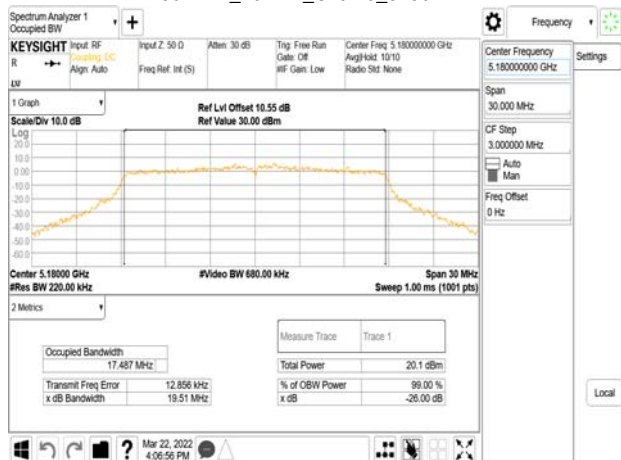 Spectrum Analyzer 1
Occupied BW
Frequency
KEYSIGHT
R
LV
Input: RF
Coupling: DC
Align: Auto
Input Z: 50 Ω
Freq Ref: Int (S)
Atten: 30 dB
Trig: Free Run
Gate: Off
#IF Gain: Low
Center Freq: 5.180000000 GHz
Avg|Hold: 10/10
Radio Std: None
Center Frequency
5.180000000 GHz
Settings
Span
30.000 MHz
CF Step
3.000000 MHz
Auto
Man
Freq Offset
0 Hz
Local
1 Graph
Scale/Div 10.0 dB
Ref Lvl Offset 10.55 dB
Ref Value 30.00 dBm
Log
20.0
10.0
0.00
-10.0
-20.0
-30.0
-40.0
-50.0
-60.0
Center 5.18000 GHz
#Res BW 220.00 kHz
#Video BW 680.00 kHz
Span 30 MHz
Sweep 1.00 ms (1001 pts)
2 Metrics
Measure Trace
Trace 1
Occupied Bandwidth
17.487 MHz
Total Power
20.1 dBm
Transmit Freq Error
12.856 kHz
% of OBW Power
99.00 %
x dB Bandwidth
19.51 MHz
x dB
-26.00 dB
?
Mar 22, 2022
4:06:56 PM